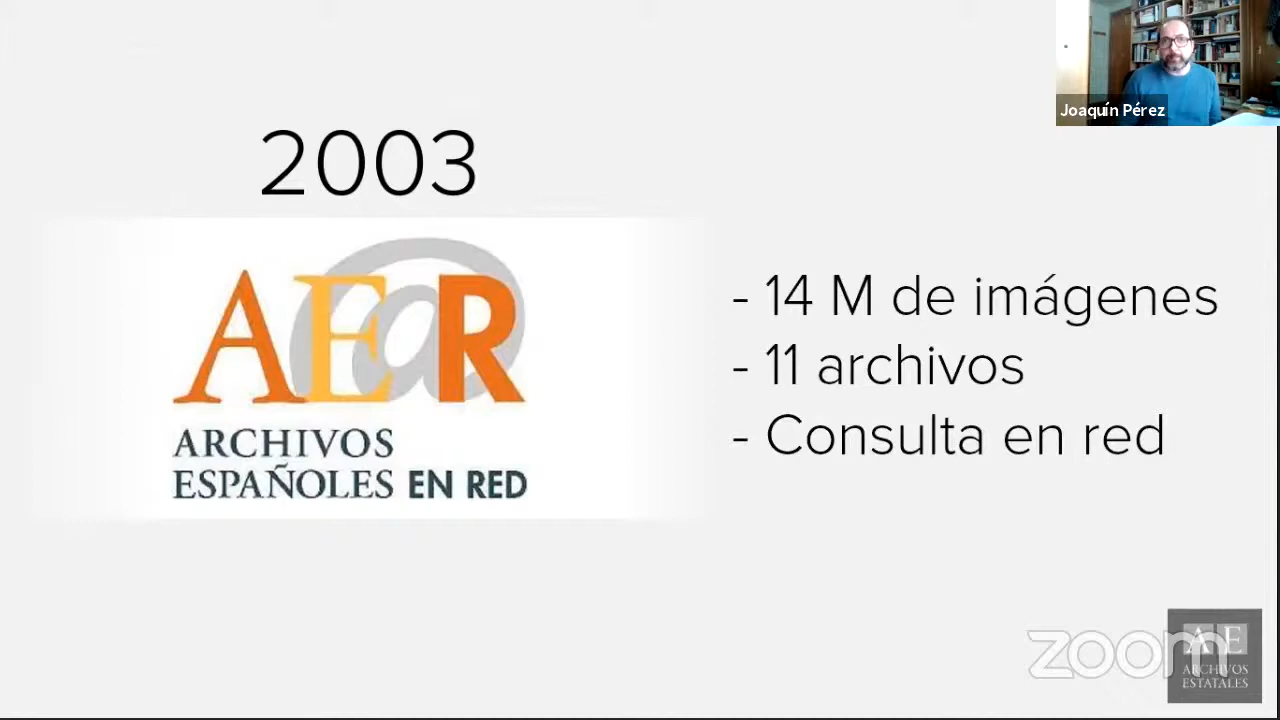 Joaquín Pérez
2003
AE@R
ARCHIVOS
ESPAÑOLES EN RED
- 14 M de imágenes
- 11 archivos
- Consulta en red
zoom
AE
ARCHIVOS
ESTATALES